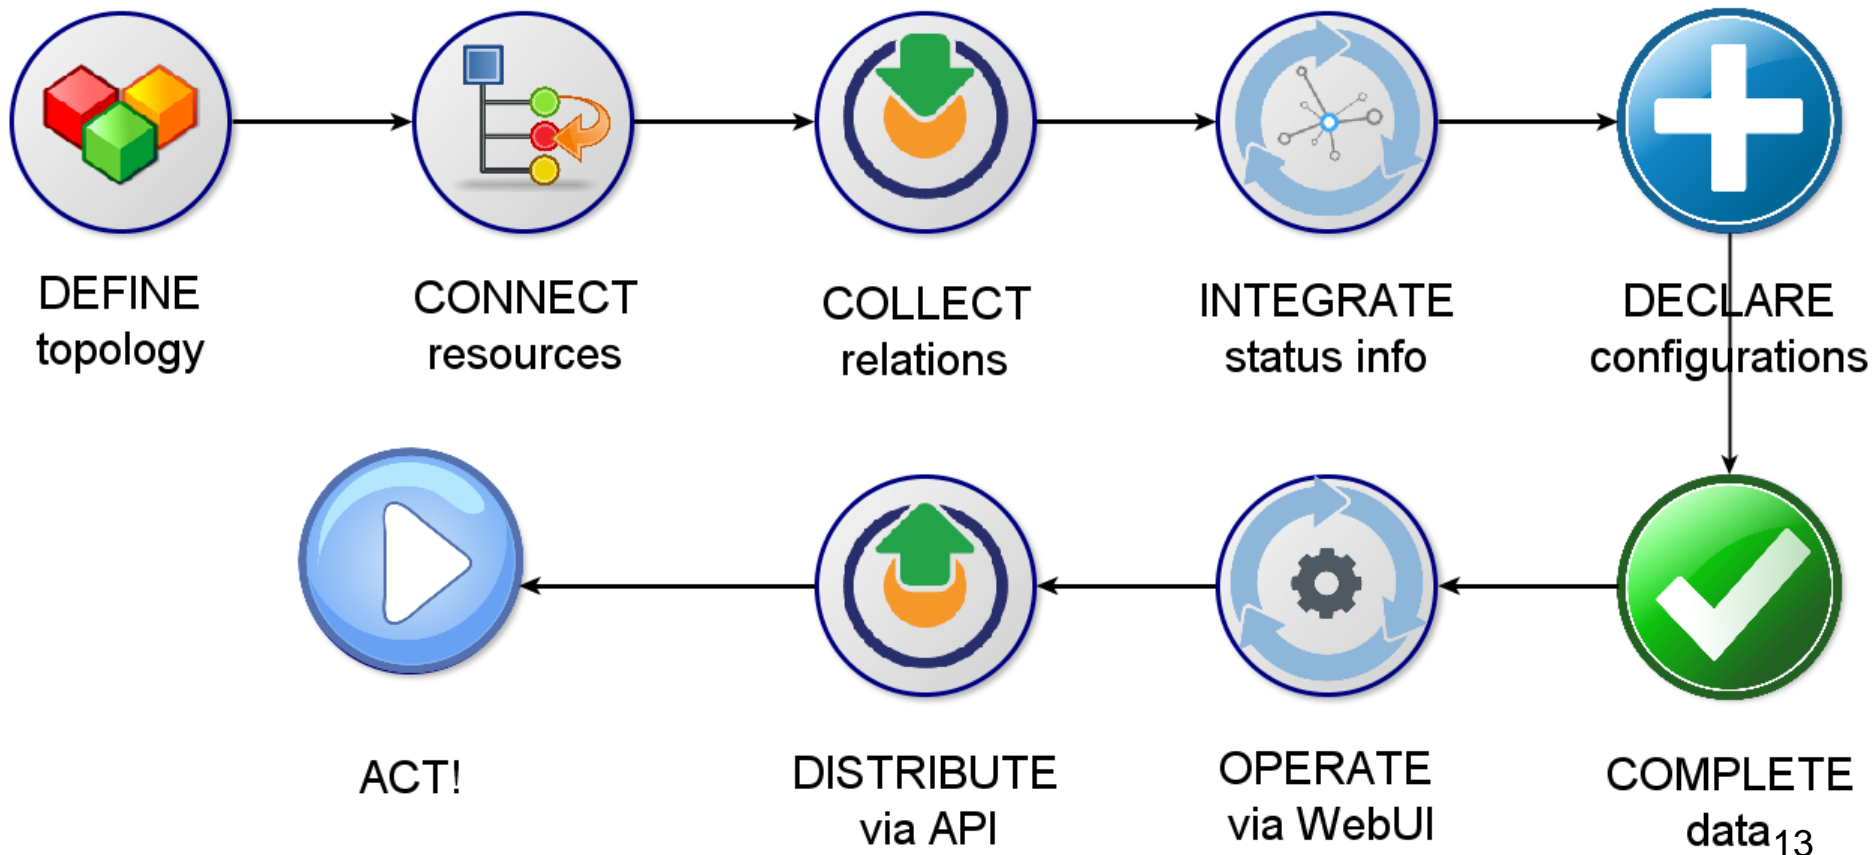 DEFINE
topology
CONNECT
resources
COLLECT
relations
INTEGRATE
status info
DECLARE
configurations
ACT!
DISTRIBUTE
via API
OPERATE
via WebUI
COMPLETE
data
13